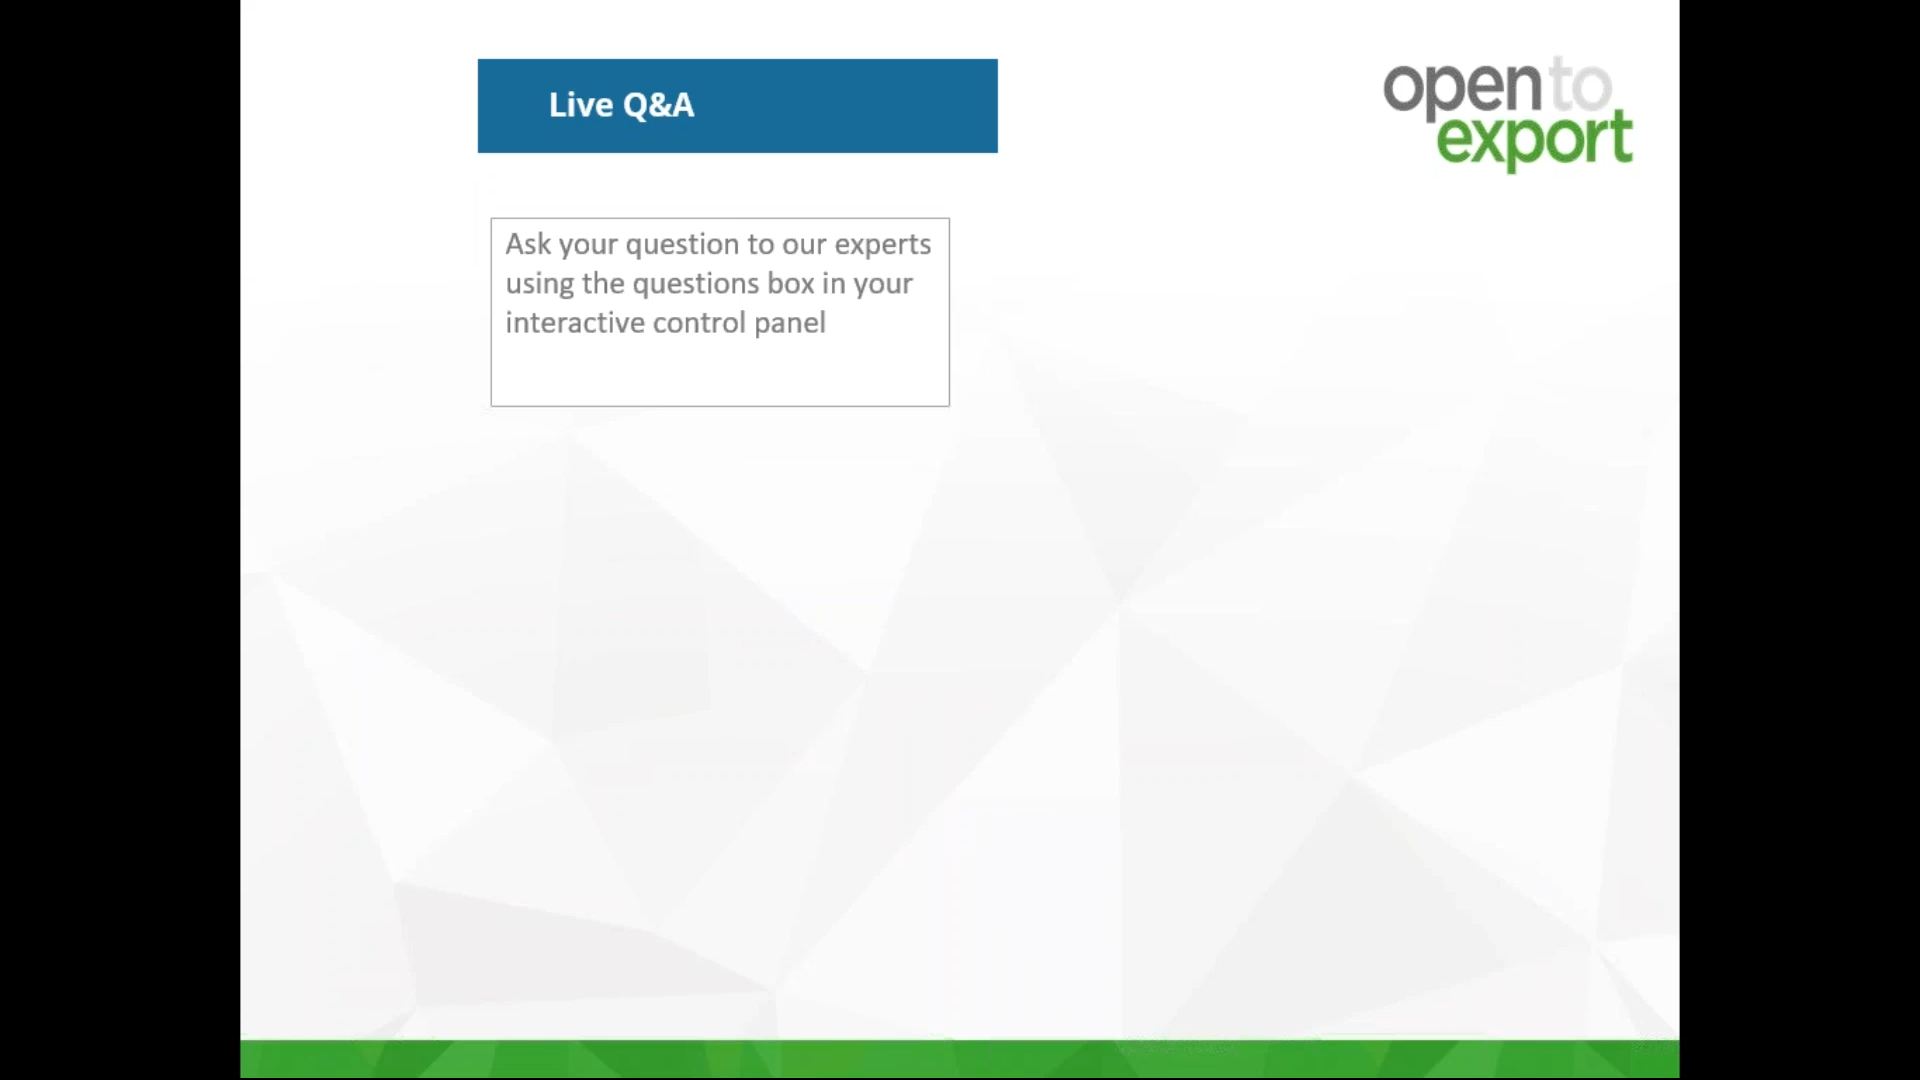 Live Q&A
open to
export
Ask your question to our experts
using the questions box in your
interactive control panel